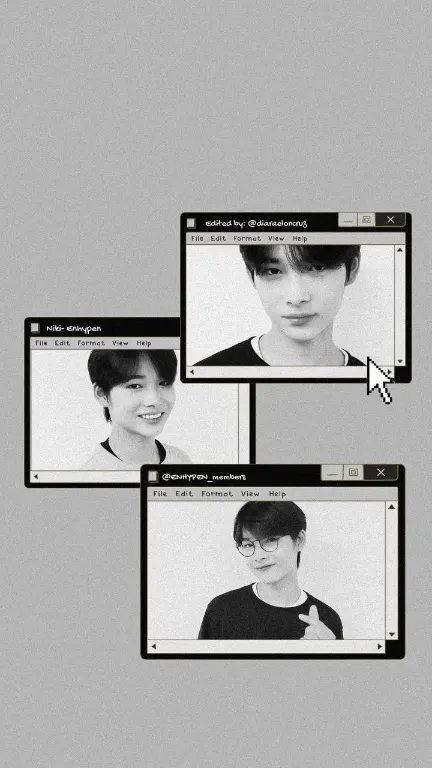 Edited by: @diaraeloncruz
File Edit Format View Help
Niki- Enhypen
File Edit Format View Help
@ENHYPEN_members
File Edit Format View Help